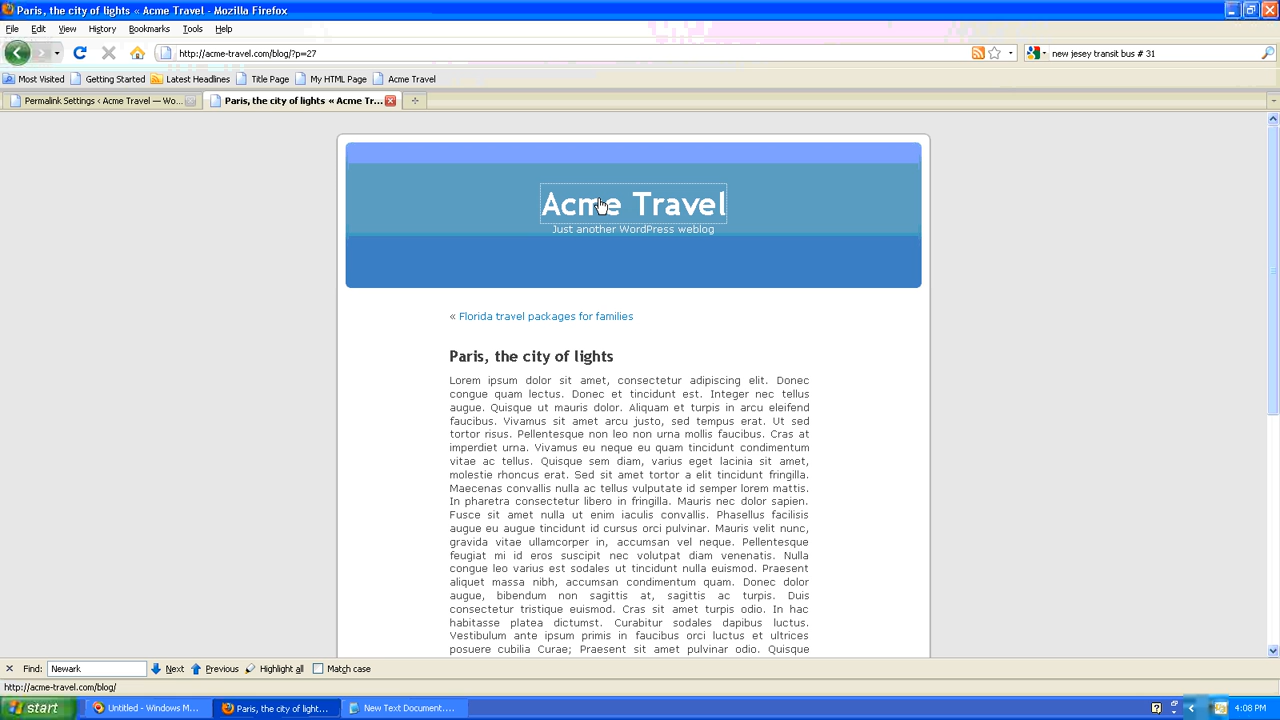 Paris, the city of lights « Acme Travel - Mozilla Firefox
File Edit View History Bookmarks Tools Help
http://acme-travel.com/blog/?p=27
new jesey transit bus # 31
Most Visited Getting Started Latest Headlines Title Page My HTML Page Acme Travel
Permalink Settings ‹ Acme Travel — Wo... Paris, the city of lights « Acme Tr...
Acme Travel
Just another WordPress weblog
« Florida travel packages for families
Paris, the city of lights
Lorem ipsum dolor sit amet, consectetur adipiscing elit. Donec
congue quam lectus. Donec et tincidunt est. Integer nec tellus
augue. Quisque ut mauris dolor. Aliquam et turpis in arcu eleifend
faucibus. Vivamus sit amet arcu justo, sed tempus erat. Ut sed
tortor risus. Pellentesque non leo non urna mollis faucibus. Cras at
imperdiet urna. Vivamus eu neque eu quam tincidunt condimentum
vitae ac tellus. Quisque sem diam, varius eget lacinia sit amet,
molestie rhoncus erat. Sed sit amet tortor a elit tincidunt fringilla.
Maecenas convallis nulla ac tellus vulputate id semper lorem mattis.
In pharetra consectetur libero in fringilla. Mauris nec dolor sapien.
Fusce sit amet nulla ut enim iaculis convallis. Phasellus facilisis
augue eu augue tincidunt id cursus orci pulvinar. Mauris velit nunc,
gravida vitae ullamcorper in, accumsan vel neque. Pellentesque
feugiat mi id eros suscipit nec volutpat diam venenatis. Nulla
congue leo varius est sodales ut tincidunt nulla euismod. Praesent
aliquet massa nibh, accumsan condimentum quam. Donec dolor
augue, bibendum non sagittis at, sagittis ac turpis. Duis
consectetur tristique euismod. Cras sit amet turpis odio. In hac
habitasse platea dictumst. Curabitur sodales dapibus luctus.
Vestibulum ante ipsum primis in faucibus orci luctus et ultrices
posuere cubilia Curae; Praesent sit amet pulvinar odio. Quisque
Find: Newark Next Previous Highlight all Match case
http://acme-travel.com/blog/
start Untitled - Windows M... Paris, the city of light... New Text Document.... 4:08 PM